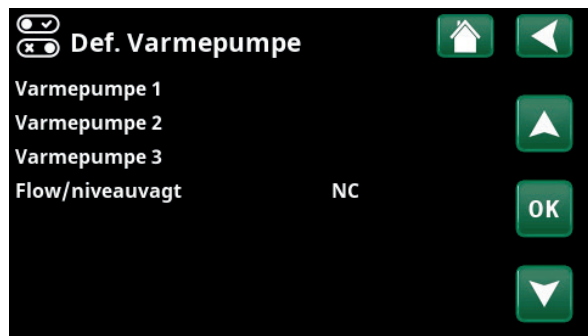 Def. Varmepumpe
Varmepumpe 1
Varmepumpe 2
Varmepumpe 3
Flow/niveauvagt NC
OK